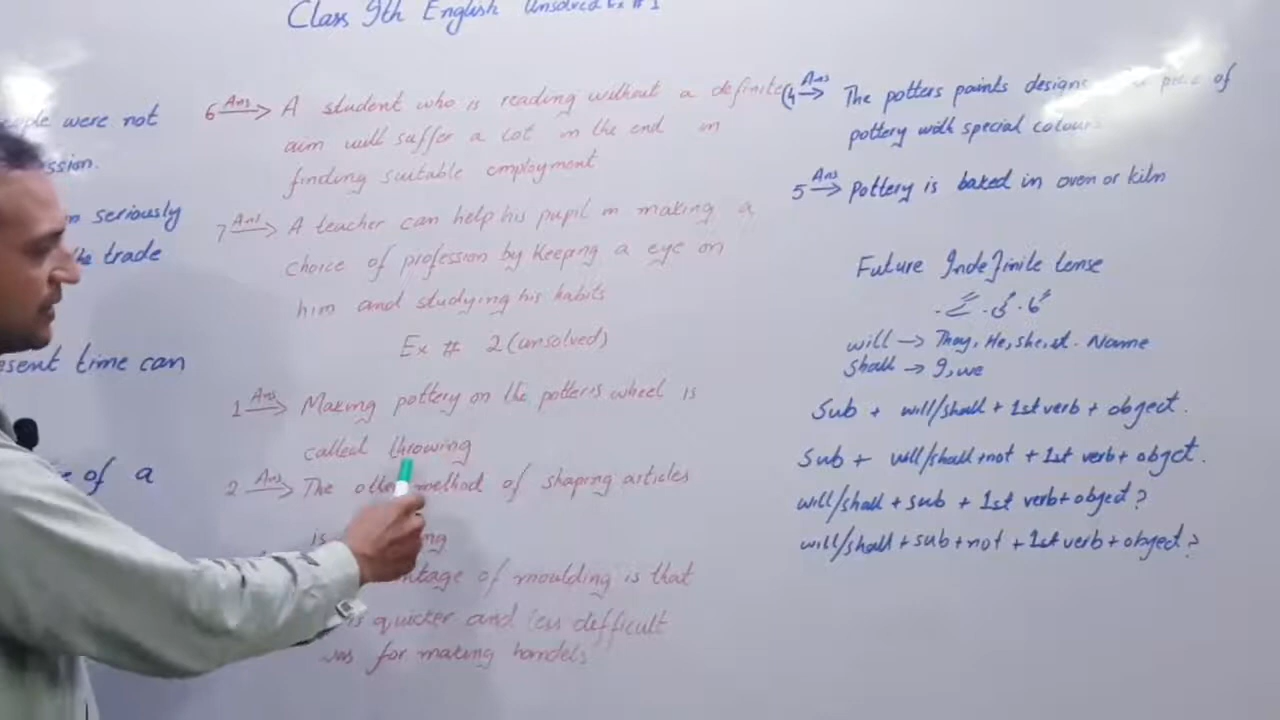 Class 9th English Unsolved Ex # 1
were not
ssion.
seriously
the trade
esent time can
of a
6 Ans → A student who is reading without a definite
aim will suffer a lot in the end in
finding suitable employment
7 Ans → A teacher can help his pupil in making a
choice of profession by keeping a eye on
him and studying his habits
Ex # 2 (unsolved)
1 Ans → Making pottery on the potter's wheel is
called throwing
2 Ans → The other method of shaping articles
is
of moulding is that
is quicker and less difficult
for making handels
4 Ans → The potters paints designs of
pottery with special colours
5 Ans → Pottery is baked in oven or kiln
Future Indefinite tense
will → They, He, she, it. Name
shall → I, we
Sub + will/shall + 1st verb + object.
Sub + will/shall + not + 1st verb + object.
will/shall + sub + 1st verb + object?
will/shall + sub + not + 1st verb + object?